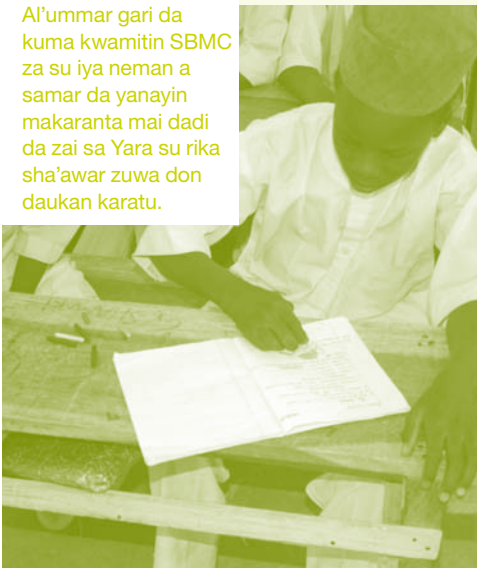 Al'ummar gari da
kuma kwamitin SBMC
za su iya neman a
samar da yanayin
makaranta mai dadi
da zai sa Yara su rika
sha'awar zuwa don
daukan karatu.